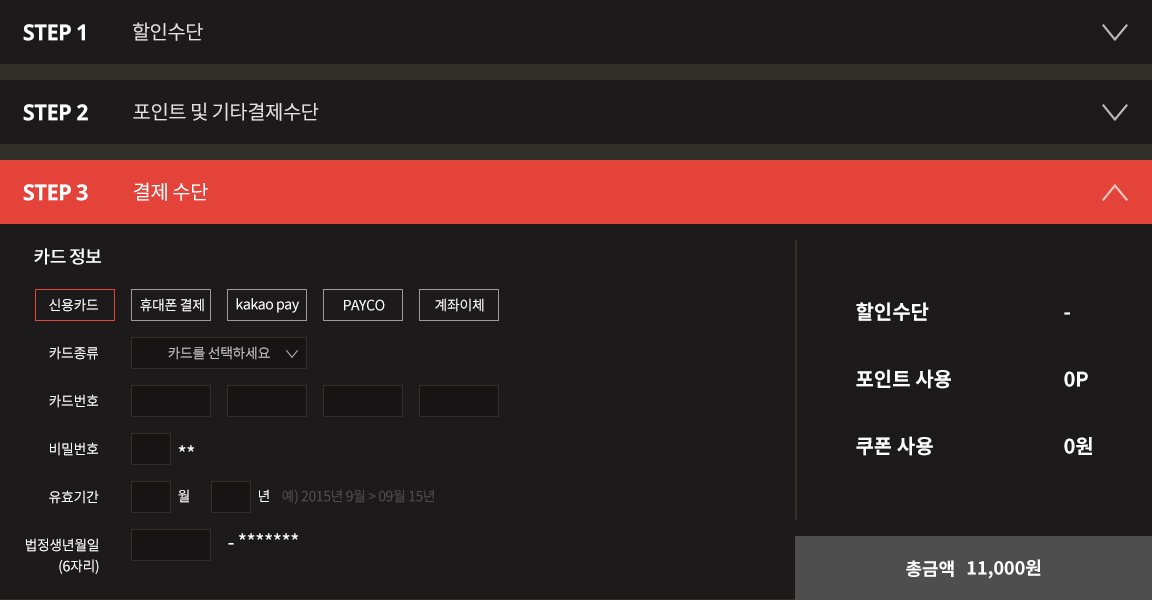 STEP 1 할인수단
STEP 2 포인트 및 기타결제수단
STEP 3 결제 수단
카드 정보
신용카드 휴대폰 결제 kakao pay PAYCO 계좌이체
카드종류 카드를 선택하세요
카드번호
비밀번호 **
유효기간 월 년 예) 2015년 9월 > 09월 15년
법정생년월일 - *******
(6자리)
할인수단 -
포인트 사용 0P
쿠폰 사용 0원
총금액 11,000원